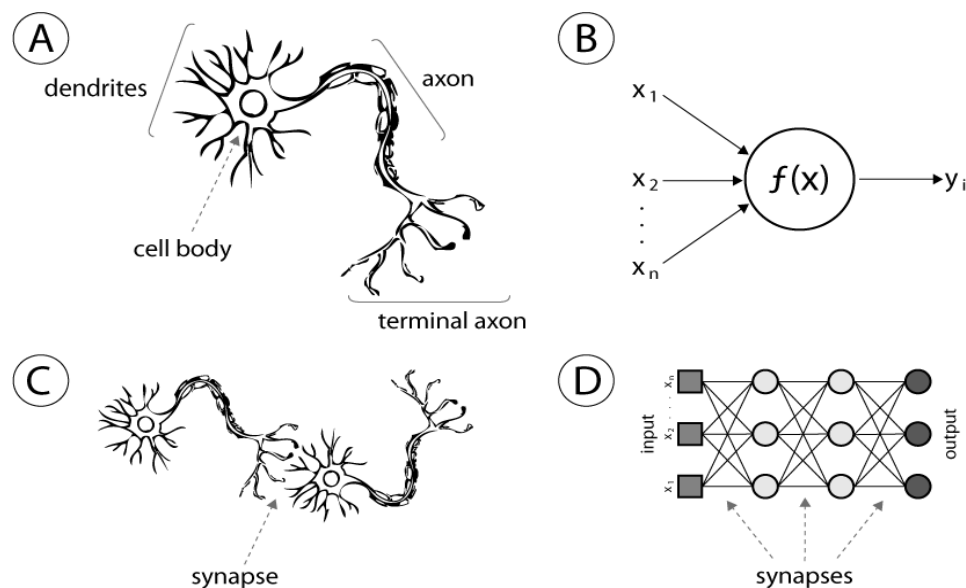 A
dendrites
axon
cell body
terminal axon
B
x 1
x 2
.
.
.
x n
f(x)
y i
C
synapse
D
input
x n
. . .
x 2
x 1
output
synapses